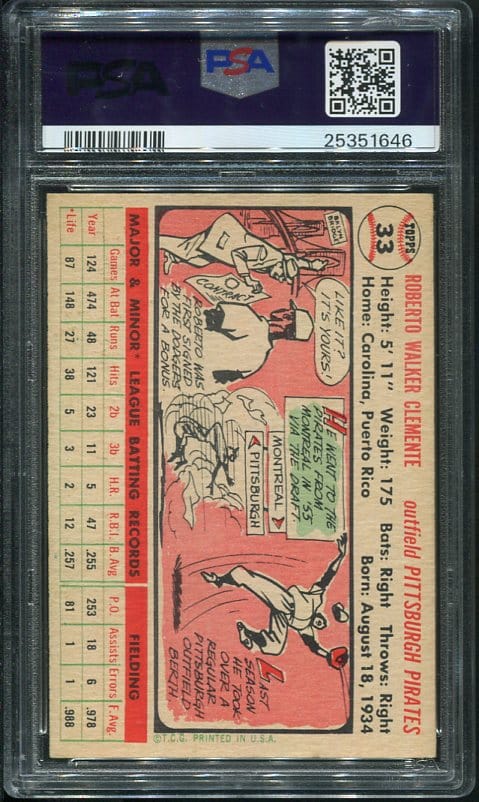 PSA
PSA
25351646
TOPPS
33
ROBERTO WALKER CLEMENTE outfield PITTSBURGH PIRATES
Height: 5' 11" Weight: 175 Bats: Right Throws: Right
Home: Carolina, Puerto Rico Born: August 18, 1934
LIKE IT?
IT'S YOURS!
CONTRACT
ROBERTO WAS
FIRST SIGNED
BY THE DODGERS
FOR A BONUS
HE WENT TO THE
PIRATES FROM
MONTREAL IN '55
VIA THE DRAFT
MONTREAL
PITTSBURGH
LAST
SEASON
HE TOOK
OVER A
REGULAR
PITTSBURGH
OUTFIELD
BERTH
© T.C.G. PRINTED IN U.S.A.
MAJOR & MINOR* LEAGUE BATTING RECORDS FIELDING
Games At Bat Runs Hits 2b 3b H.R. R.B.I. B. Avg P.O. Assists Errors F. Avg.
Year 124 474 48 121 23 11 5 47 .255 253 18 6 .978
*Life 87 148 27 38 5 3 2 12 .257 81 1 1 .988